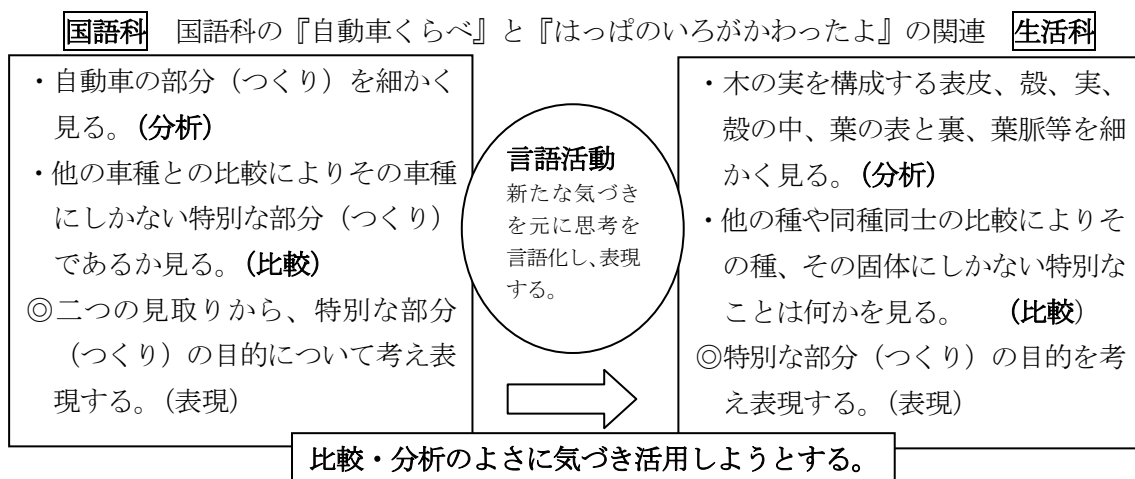 国語科 国語科の『自動車くらべ』と『はっぱのいろがかわったよ』の関連 生活科
・自動車の部分（つくり）を細かく
見る。(分析)
・他の車種との比較によりその車種
にしかない特別な部分（つくり）
であるか見る。(比較)
◎二つの見取りから、特別な部分
（つくり）の目的について考え表
現する。(表現)
言語活動
新たな気づき
を元に思考を
言語化し、表現
する。
・木の実を構成する表皮、殻、実、
殻の中、葉の表と裏、葉脈等を細
かく見る。(分析)
・他の種や同種同士の比較によりそ
の種、その固体にしかない特別な
ことは何かを見る。 (比較)
◎特別な部分（つくり）の目的を考
え表現する。(表現)
比較・分析のよさに気づき活用しようとする。